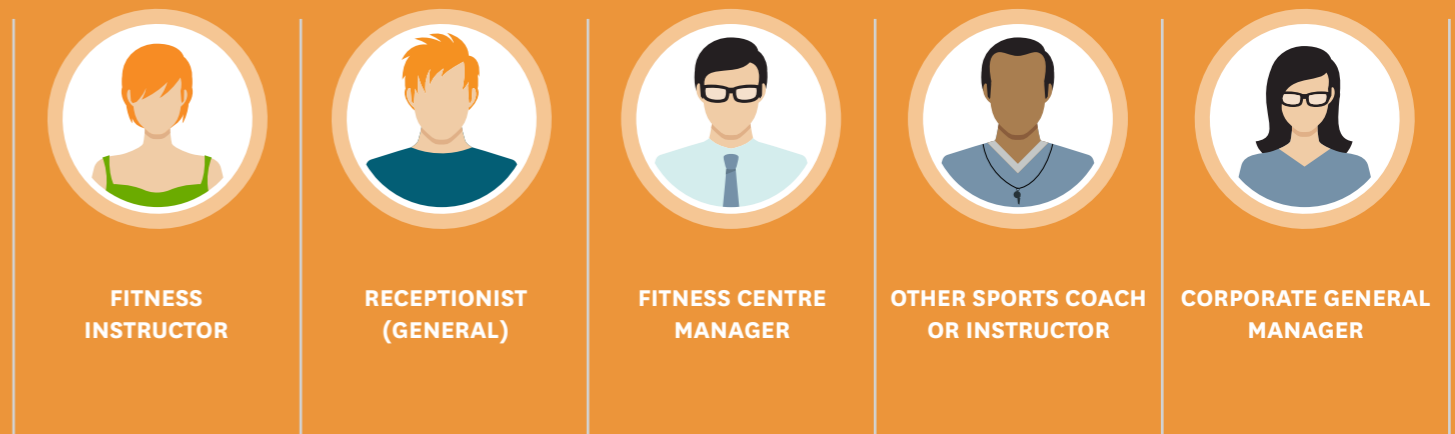 FITNESS
INSTRUCTOR
RECEPTIONIST
(GENERAL)
FITNESS CENTRE
MANAGER
OTHER SPORTS COACH
OR INSTRUCTOR
CORPORATE GENERAL
MANAGER